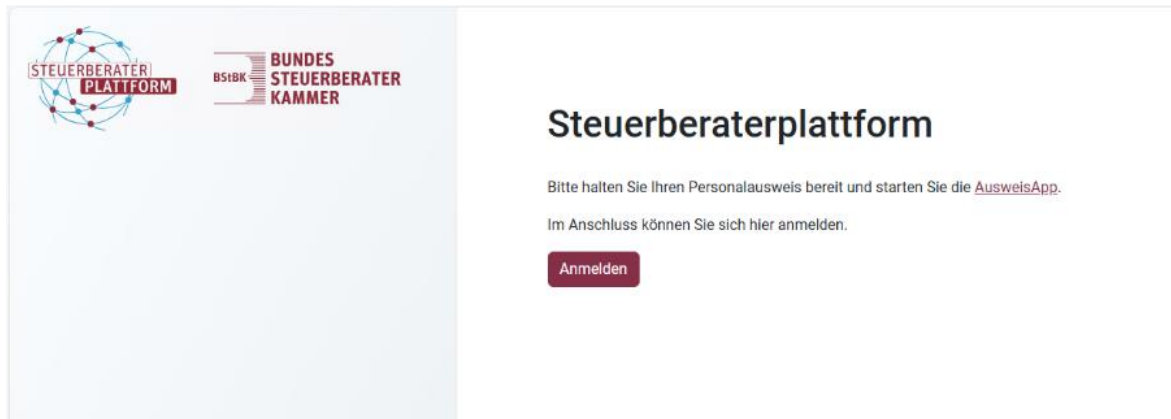 STEUERBERATER
PLATTFORM
BStBK
BUNDES
STEUERBERATER
KAMMER
Steuerberaterplattform
Bitte halten Sie Ihren Personalausweis bereit und starten Sie die AusweisApp.
Im Anschluss können Sie sich hier anmelden.
Anmelden